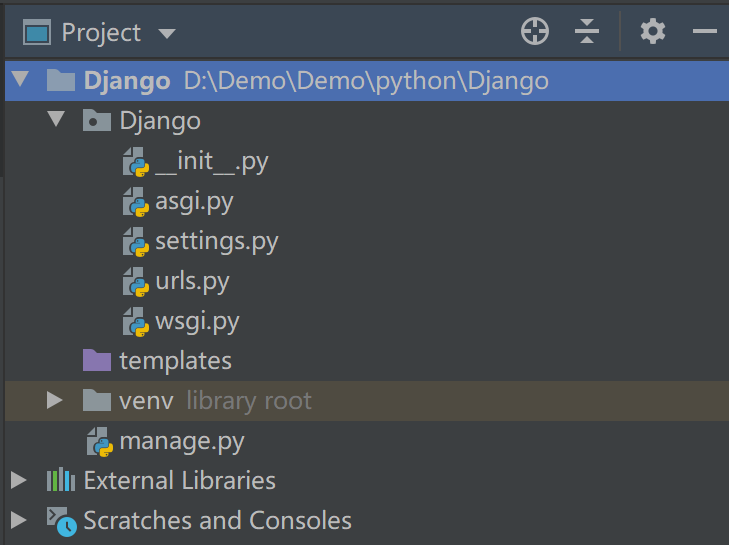 Project
Django D:\Demo\Demo\python\Django
Django
__init__.py
asgi.py
settings.py
urls.py
wsgi.py
templates
venv library root
manage.py
External Libraries
Scratches and Consoles